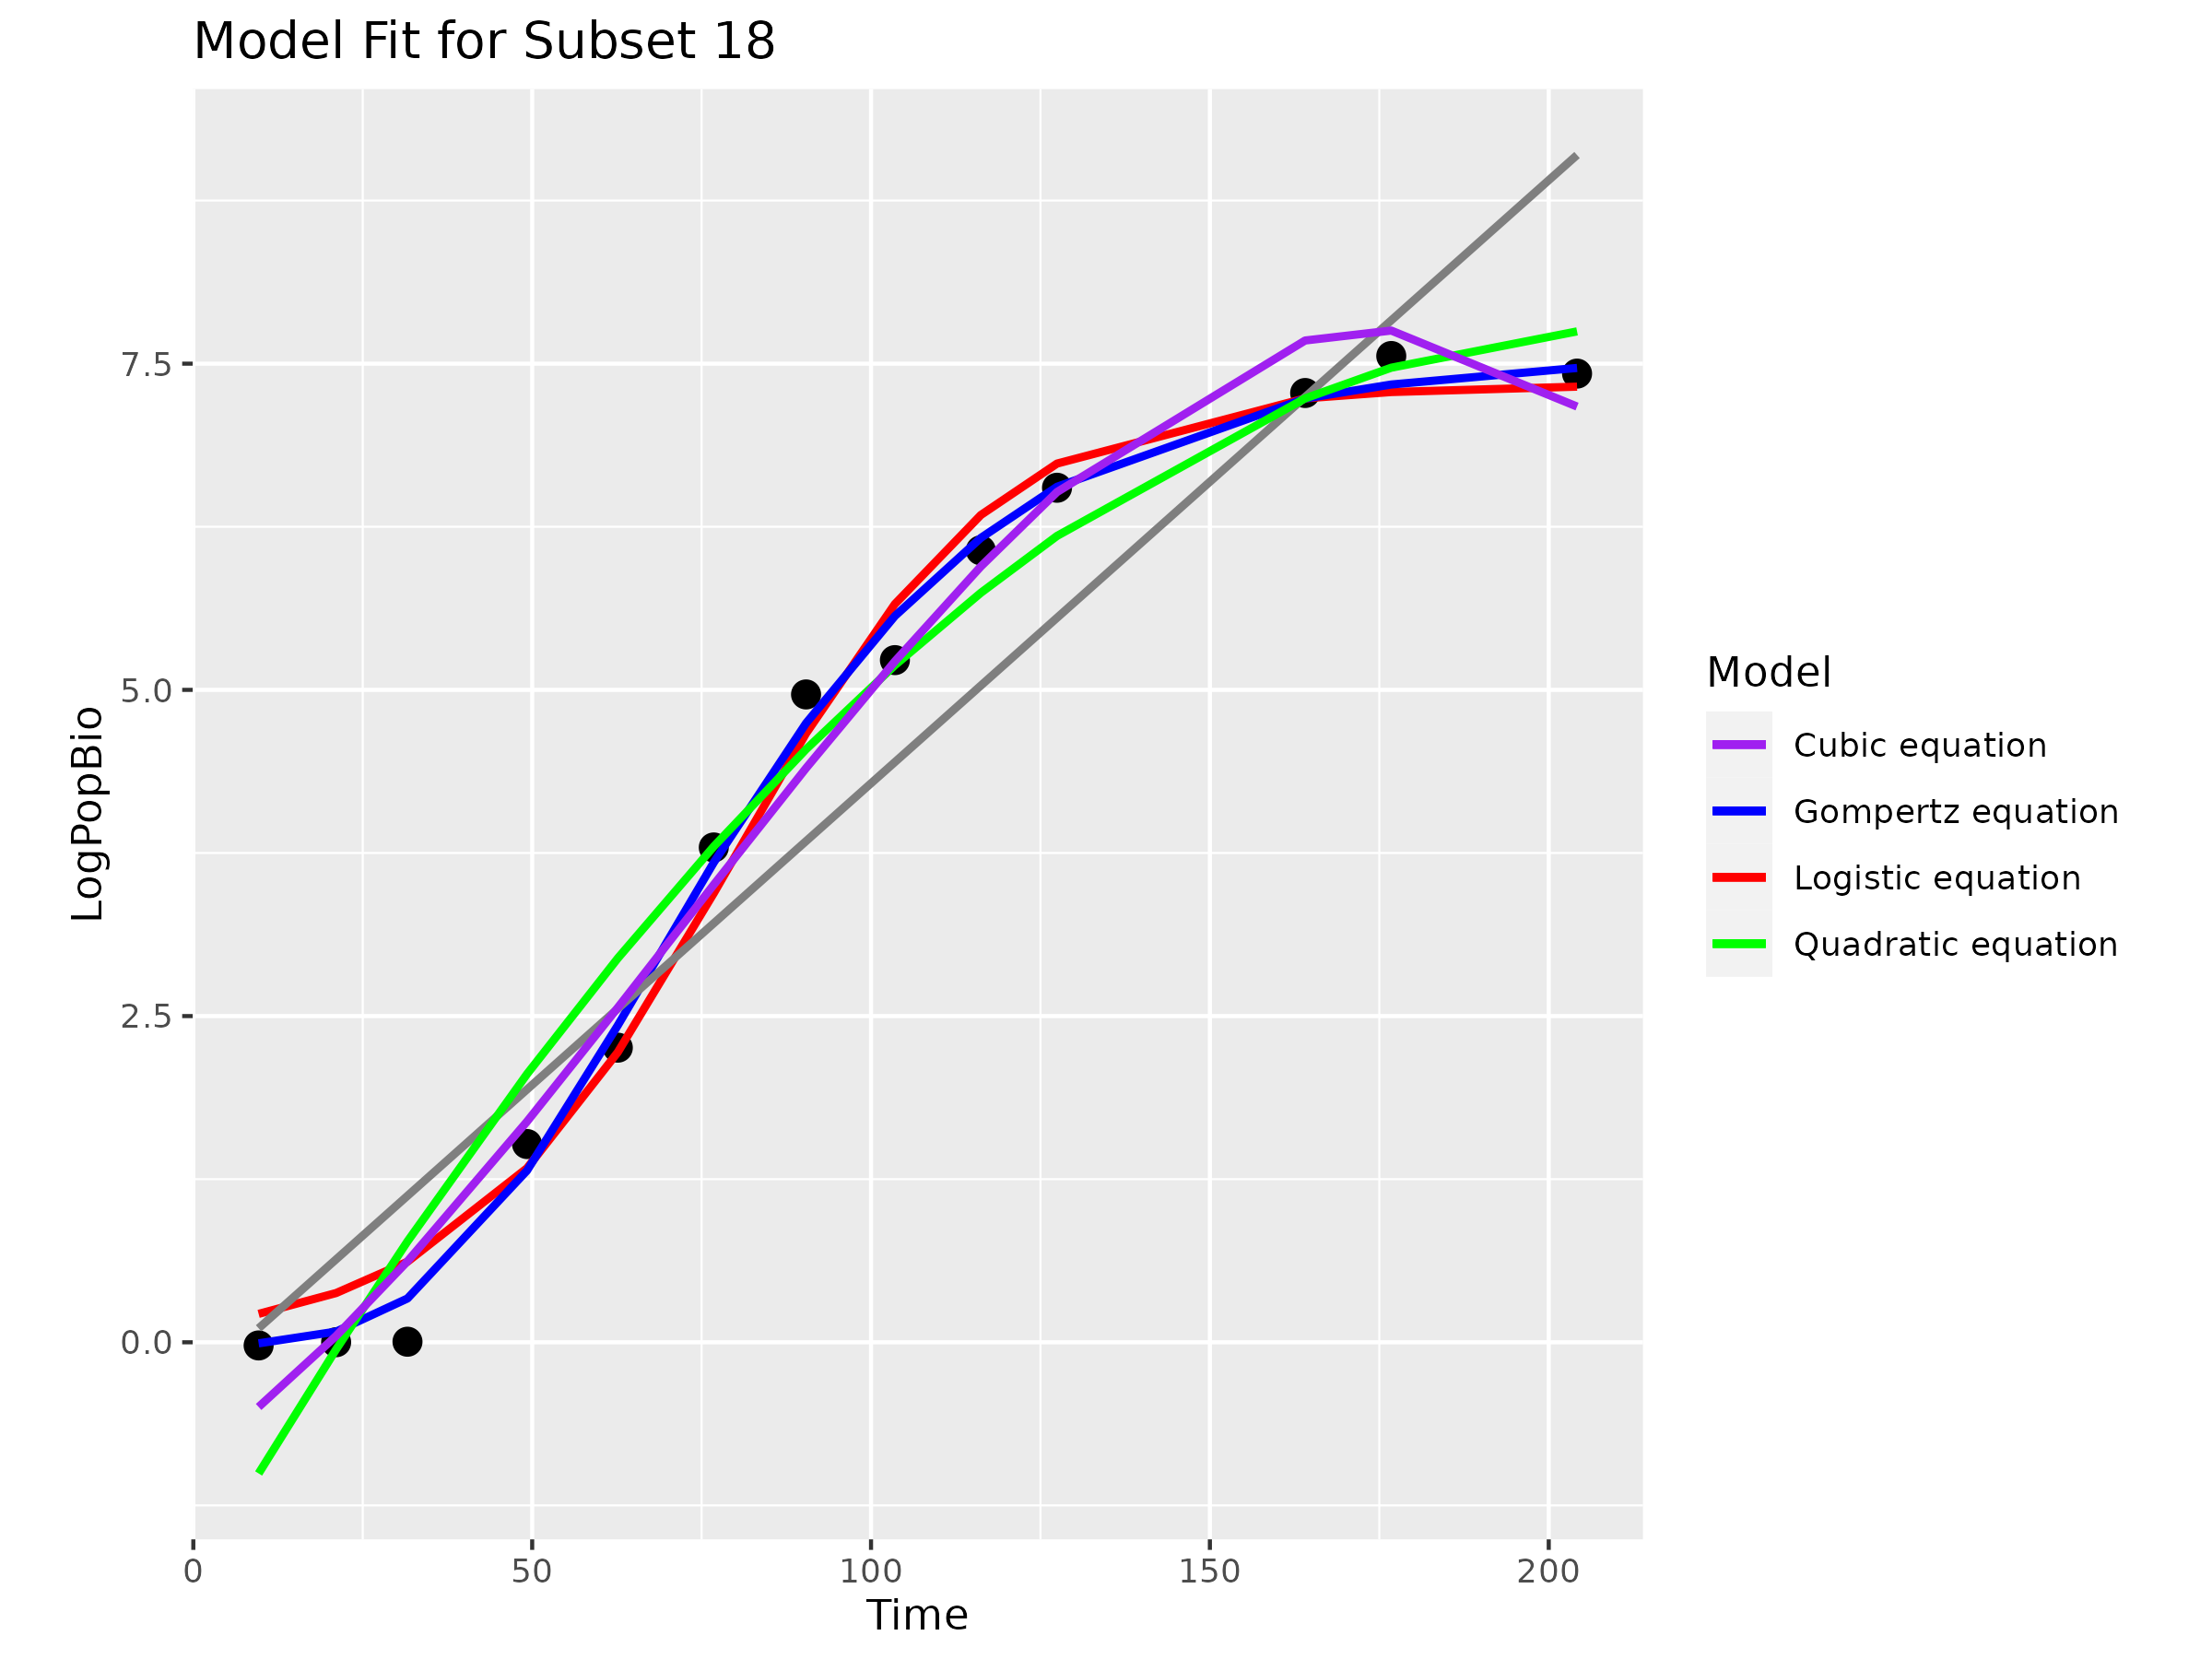 Model Fit for Subset 18
LogPopBio
7.5
5.0
2.5
0.0
0 50 100 150 200
Time
Model
Cubic equation
Gompertz equation
Logistic equation
Quadratic equation